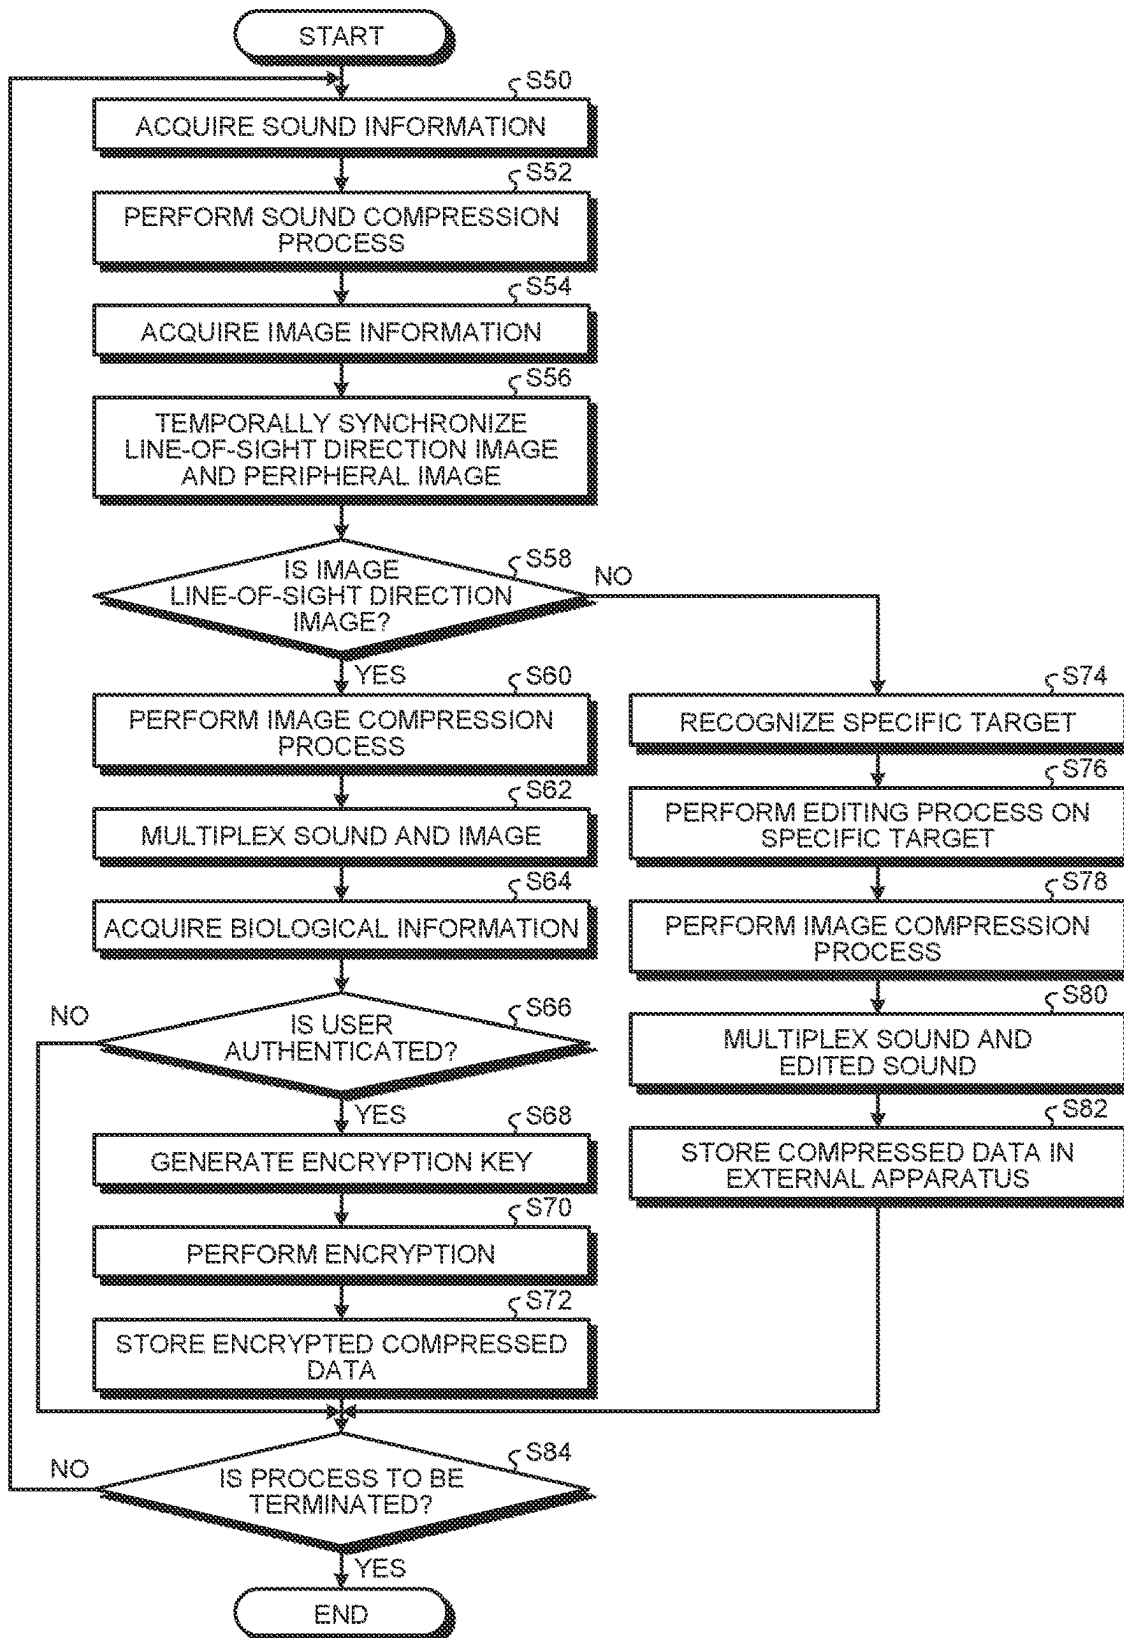 START
S50
ACQUIRE SOUND INFORMATION
S52
PERFORM SOUND COMPRESSION
PROCESS
S54
ACQUIRE IMAGE INFORMATION
S56
TEMPORALLY SYNCHRONIZE
LINE-OF-SIGHT DIRECTION IMAGE
AND PERIPHERAL IMAGE
S58
IS IMAGE
LINE-OF-SIGHT DIRECTION
IMAGE?
NO
YES
S60
PERFORM IMAGE COMPRESSION
PROCESS
S62
MULTIPLEX SOUND AND IMAGE
S64
ACQUIRE BIOLOGICAL INFORMATION
S66
NO
IS USER
AUTHENTICATED?
YES
S68
GENERATE ENCRYPTION KEY
S70
PERFORM ENCRYPTION
S72
STORE ENCRYPTED COMPRESSED
DATA
S74
RECOGNIZE SPECIFIC TARGET
S76
PERFORM EDITING PROCESS ON
SPECIFIC TARGET
S78
PERFORM IMAGE COMPRESSION
PROCESS
S80
MULTIPLEX SOUND AND
EDITED SOUND
S82
STORE COMPRESSED DATA IN
EXTERNAL APPARATUS
S84
NO
IS PROCESS TO BE
TERMINATED?
YES
END